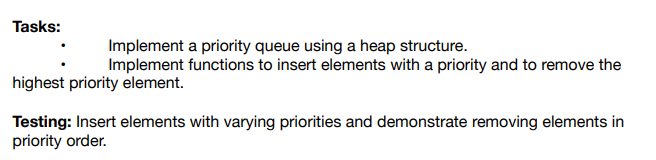 Tasks:
• Implement a priority queue using a heap structure.
• Implement functions to insert elements with a priority and to remove the
highest priority element.
Testing: Insert elements with varying priorities and demonstrate removing elements in
priority order.